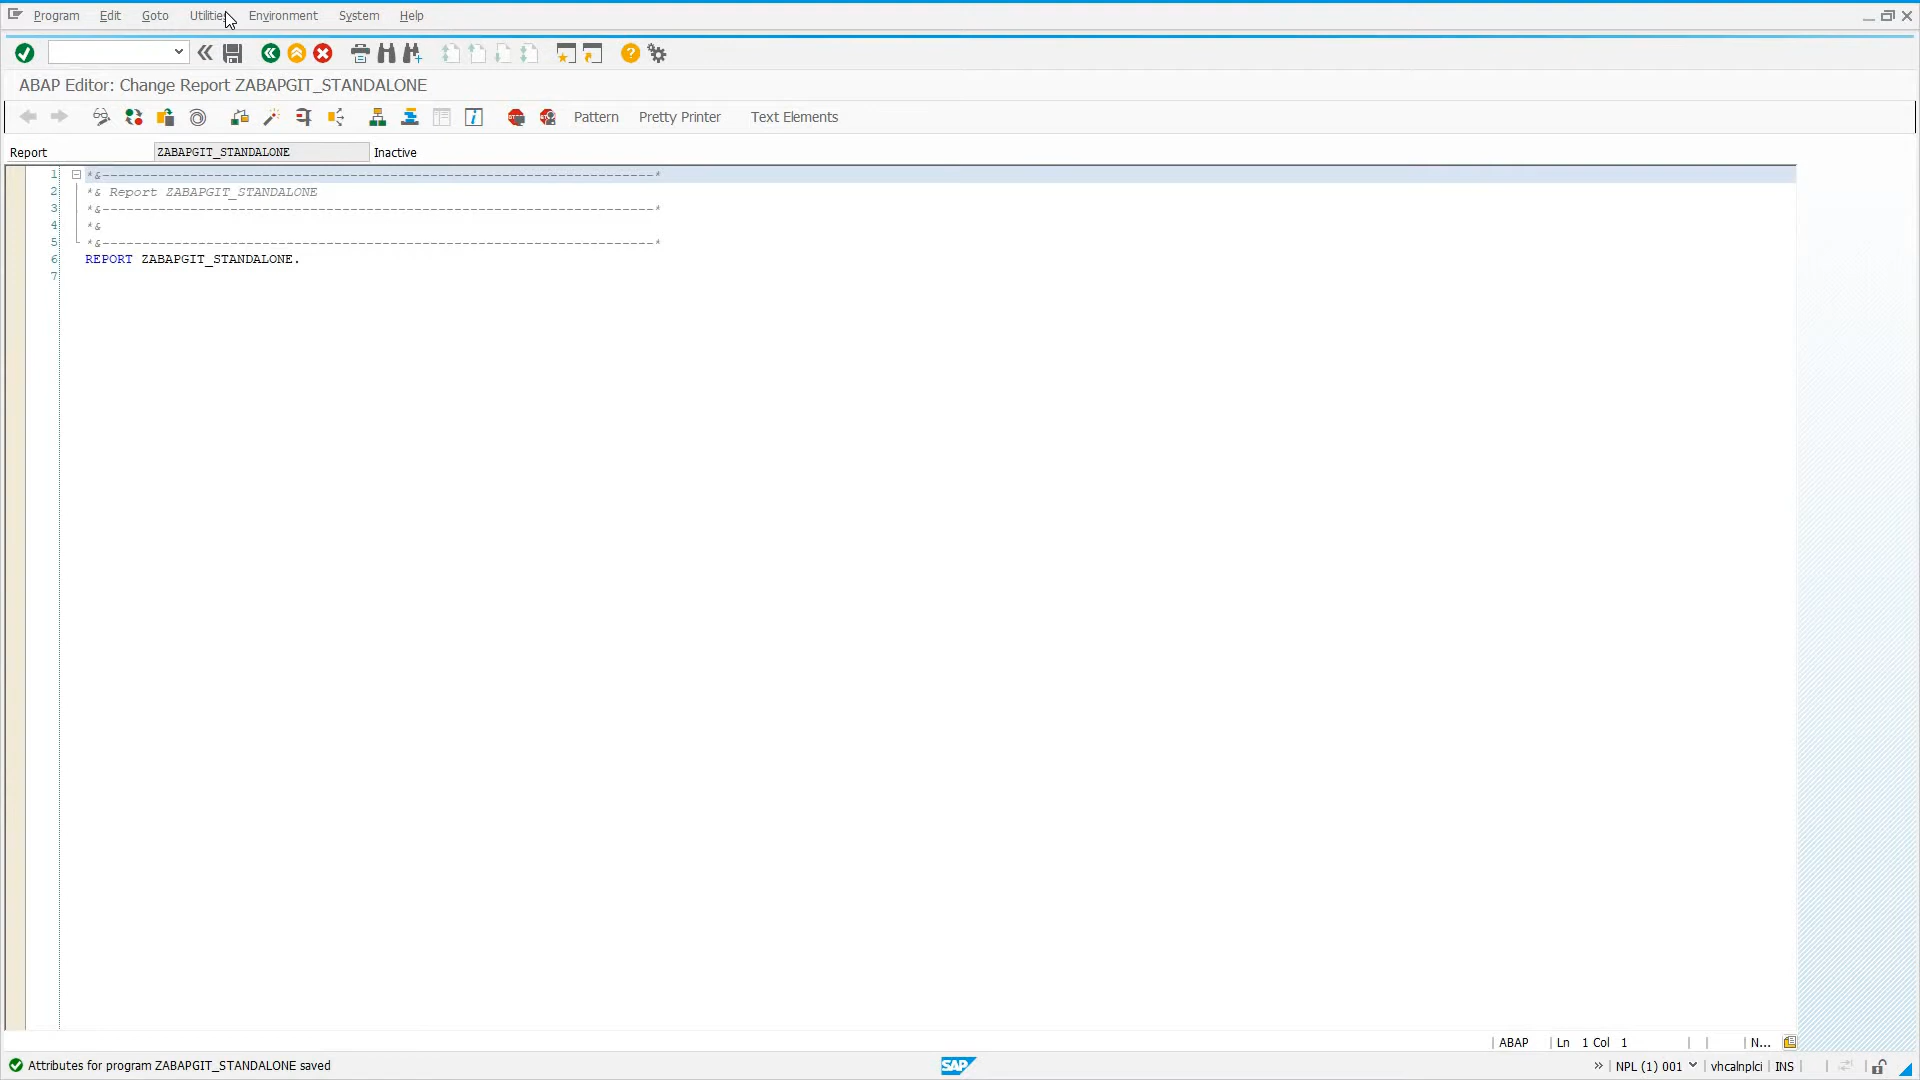 Program Edit Goto Utilities Environment System Help
ABAP Editor: Change Report ZABAPGIT_STANDALONE
Pattern Pretty Printer Text Elements
Report ZABAPGIT_STANDALONE Inactive
1 *&---------------------------------------------------------------------*
2 *& Report ZABAPGIT_STANDALONE
3 *&---------------------------------------------------------------------*
4 *&
5 *&---------------------------------------------------------------------*
6 REPORT ZABAPGIT_STANDALONE.
7
ABAP Ln 1 Col 1 N...
Attributes for program ZABAPGIT_STANDALONE saved SAP » NPL (1) 001 vhcalnplci INS